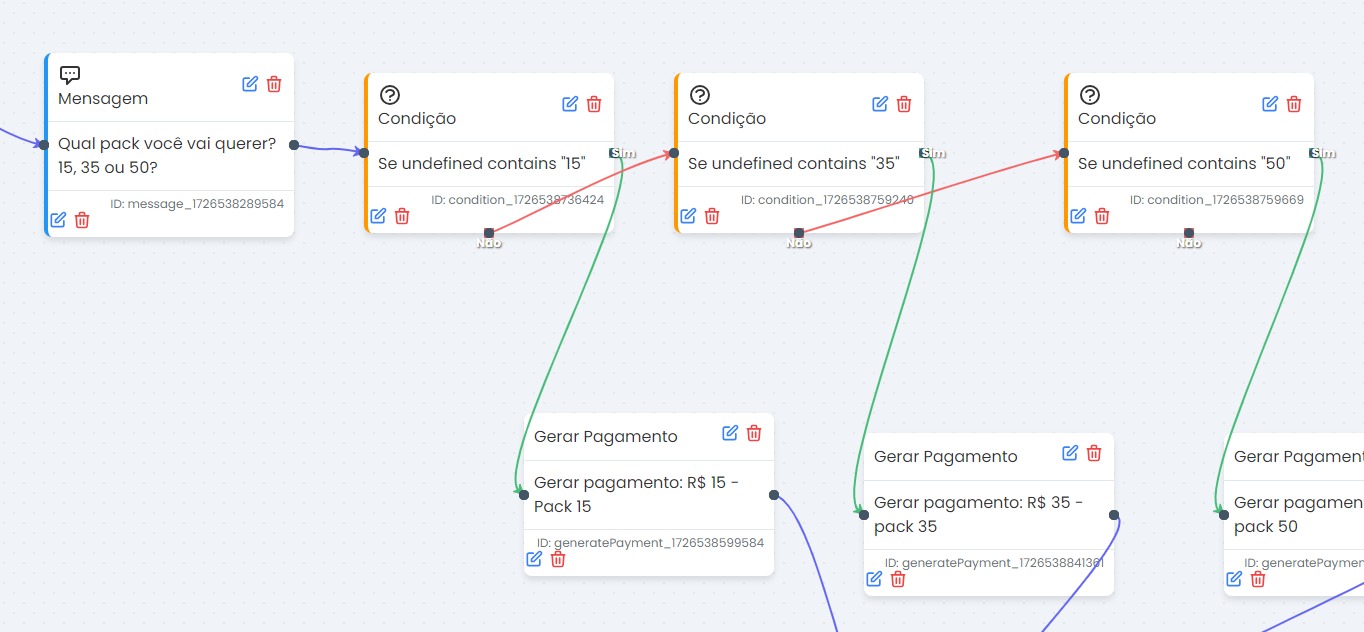 Mensagem
Qual pack você vai querer?
15, 35 ou 50?
ID: message_1726538289584
Condição
Se undefined contains "15"
Sim
ID: condition_1726538736424
Não
Condição
Se undefined contains "35"
Sim
ID: condition_1726538759240
Não
Condição
Se undefined contains "50"
Sim
ID: condition_1726538759669
Não
Gerar Pagamento
Gerar pagamento: R$ 15 -
Pack 15
ID: generatePayment_1726538599584
Gerar Pagamento
Gerar pagamento: R$ 35 -
pack 35
ID: generatePayment_1726538841361
Gerar Pagament
Gerar pagamen
pack 50
ID: generatePaymen